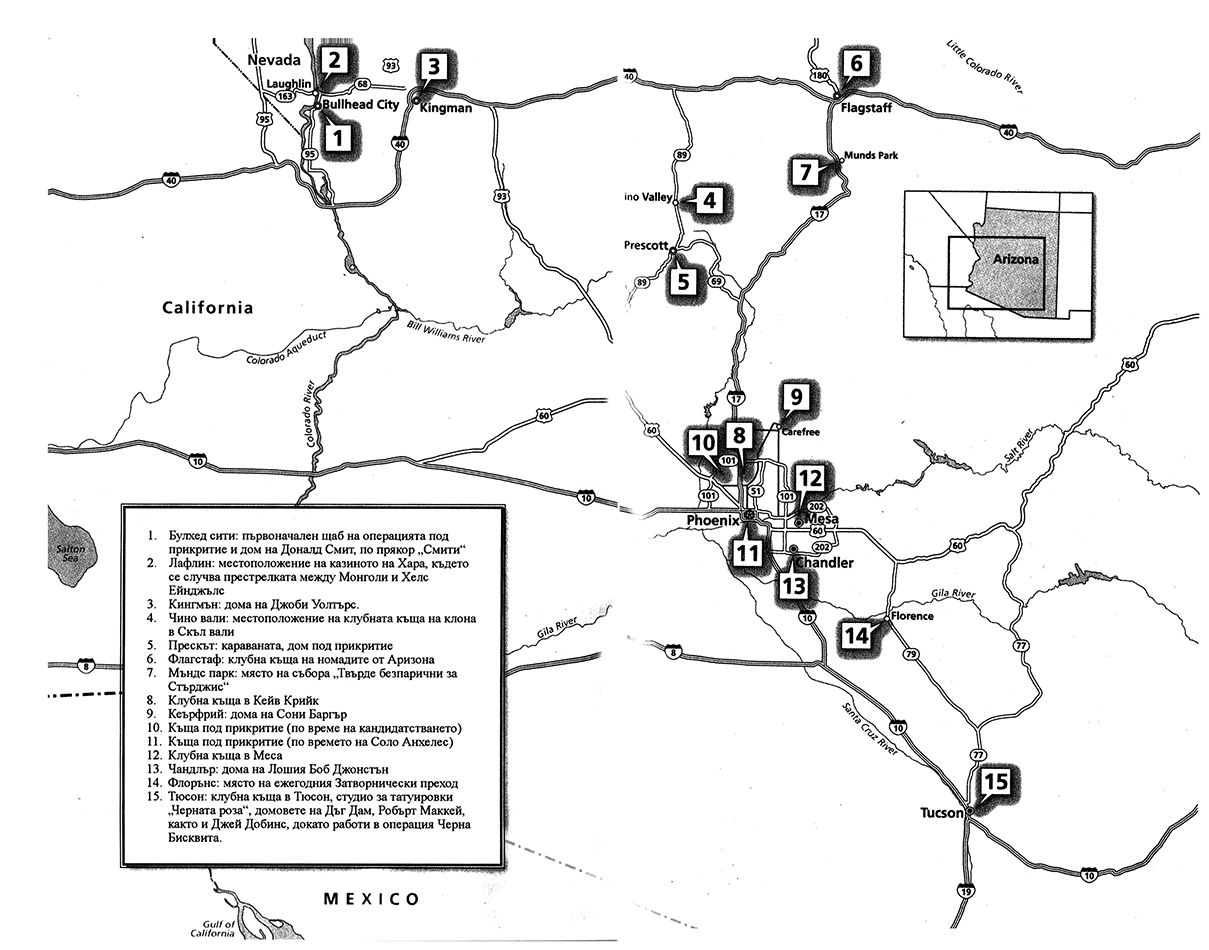 Nevada
2
93
3
Laughlin
68
163
Bullhead City
Kingman
95
1
40
95
40
93
California
Bill Williams River
Colorado Aqueduct
Colorado River
60
10
10
Salton
Sea
Gila River
8
1. Булхед сити: първоначален щаб на операцията под
прикритие и дом на Доналд Смит, по прякор „Смити“
2. Лафлин: местоположение на казиното на Хара, където
се случва престрелката между Монголи и Хелс
Ейнджълс
3. Кингмън: дома на Джоби Уолтърс.
4. Чино вали: местоположение на клубната къща на клона
в Скъл вали
5. Прескът: караваната, дом под прикритие
6. Флагстаф: клубна къща на номадите от Аризона
7. Мъндс парк: място на събора „Твърде безпарични за
Стърджис“
8. Клубна къща в Кейв Крийк
9. Кеърфрий: дома на Сони Баргър
10. Къща под прикритие (по време на кандидатстването)
11. Къща под прикритие (по времето на Соло Анхелес)
12. Клубна къща в Меса
13. Чандлър: дома на Лошия Боб Джонстън
14. Флорънс: място на ежегодния Затворнически преход
15. Тюсон: клубна къща в Тюсон, студио за татуировки
„Черната роза“, домовете на Дъг Дам, Робърт Маккей,
както и Джей Добинс, докато работи в операция Черна
Бисквита.
MEXICO
Gulf of
California
40
180
6
Little Colorado River
Flagstaff
40
89
Munds Park
7
ino Valley
4
17
Prescott
5
89
69
Arizona
60
17
9
60
8
Carefree
10
101
Salt River
12
101
51
101
202
Phoenix
Mesa
60
11
202
60
Chandler
13
Gila River
10
Florence
14
8
79
77
Santa Cruz River
10
77
15
Tucson
10
19